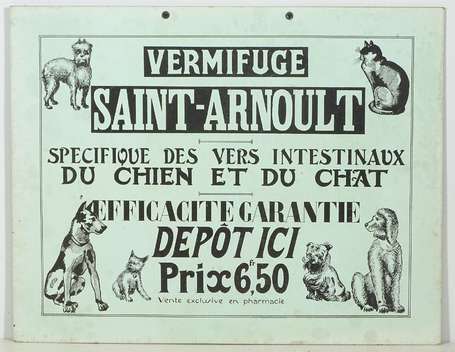 VERMIFUGE
SAINT-ARNOULT
SPECIFIQUE DES VERS INTESTINAUX
DU CHIEN ET DU CHAT
EFFICACITE GARANTIE
DEPÔT ICI
Prix 6fr,50
Vente exclusive en pharmacie